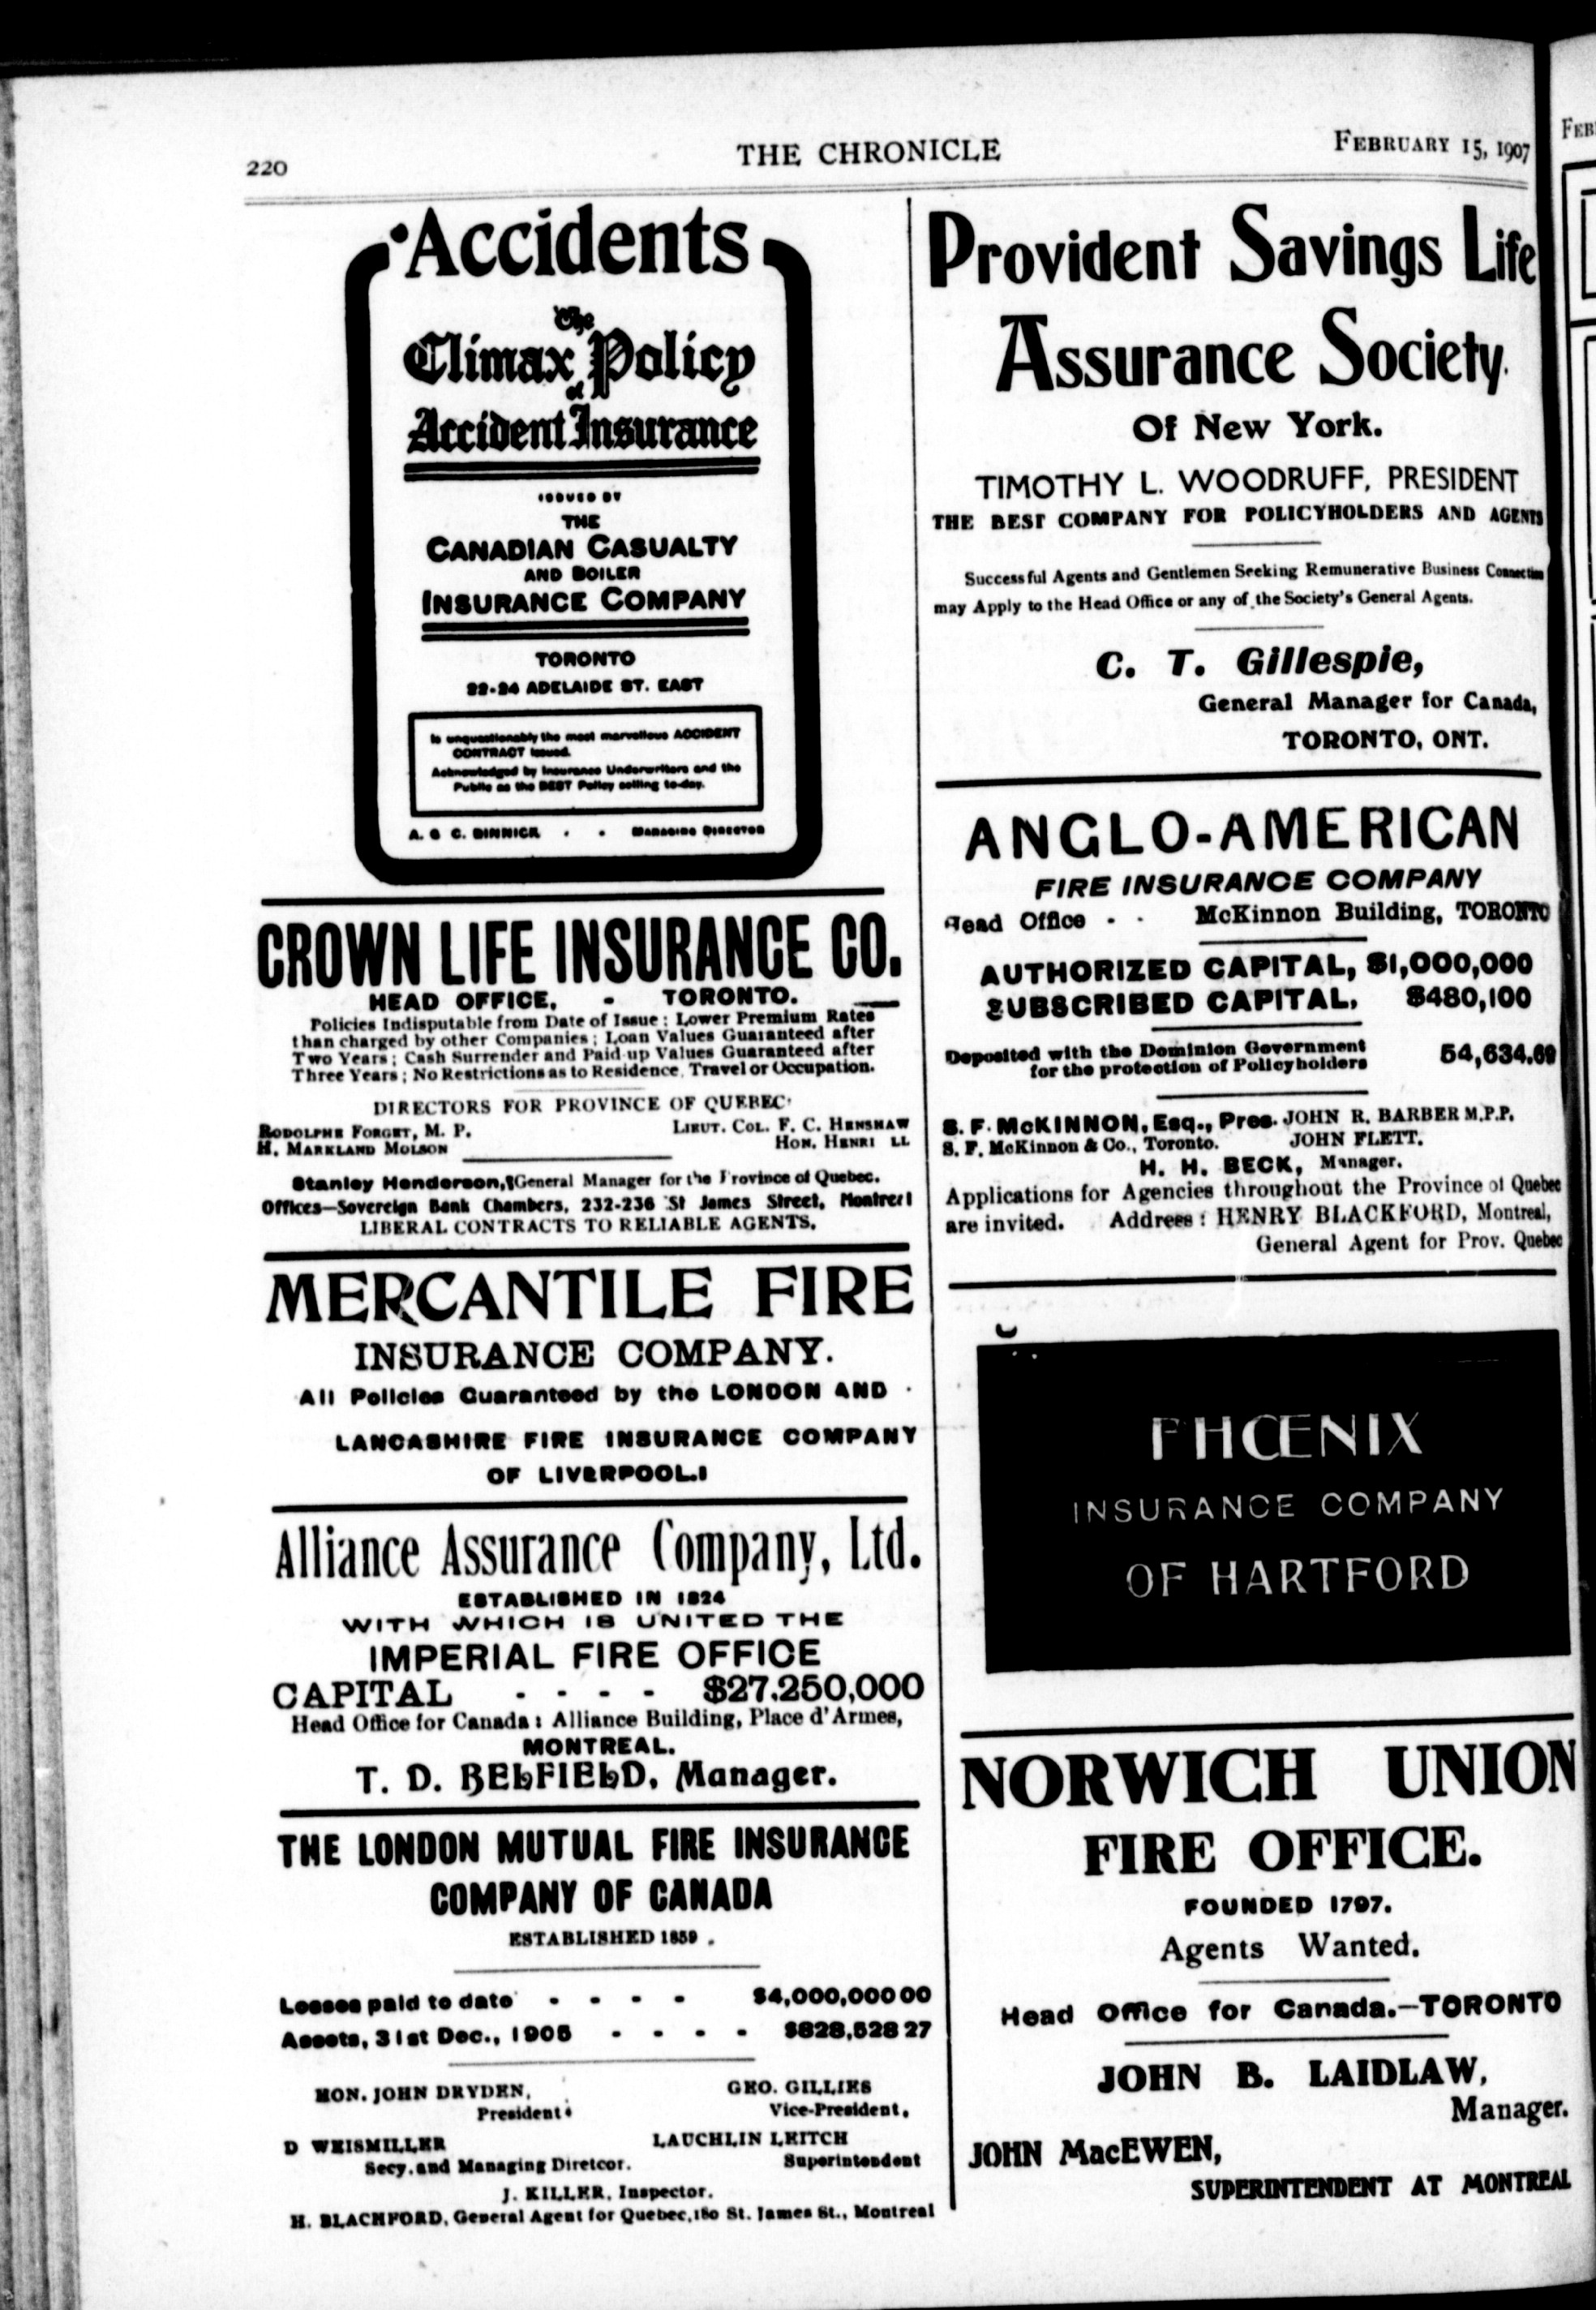 220
THE CHRONICLE
FEBRUARY 15, 1907
Accidents
The
Climax Policy
of
Accident Insurance
ISSUED BY
THE
CANADIAN CASUALTY
AND BOILER
INSURANCE COMPANY
TORONTO
22-24 ADELAIDE ST. EAST
Is unquestionably the most marvellous ACCIDENT
CONTRACT issued.
Acknowledged by Insurance Underwriters and the
Public as the BEST Policy selling to-day.
A. G. C. DINNICK, - - MANAGING DIRECTOR
CROWN LIFE INSURANCE CO.
HEAD OFFICE, - TORONTO.
Policies Indisputable from Date of Issue; Lower Premium Rates
than charged by other Companies; Loan Values Guaranteed after
Two Years; Cash Surrender and Paid-up Values Guaranteed after
Three Years; No Restrictions as to Residence, Travel or Occupation.
DIRECTORS FOR PROVINCE OF QUEBEC.
RODOLPHE FORGET, M. P. LIEUT. COL. F. C. HENSHAW
H. MARKLAND MOLSON HON. HENRI
Stanley Henderson, General Manager for the Province of Quebec.
Offices—Sovereign Bank Chambers, 232-236 St James Street, Montreal
LIBERAL CONTRACTS TO RELIABLE AGENTS.
MERCANTILE FIRE
INSURANCE COMPANY.
All Policies Guaranteed by the LONDON AND
LANCASHIRE FIRE INSURANCE COMPANY
OF LIVERPOOL.
Alliance Assurance Company, Ltd.
ESTABLISHED IN 1824
WITH WHICH IS UNITED THE
IMPERIAL FIRE OFFICE
CAPITAL - - - - $27,250,000
Head Office for Canada: Alliance Building, Place d'Armes,
MONTREAL.
T. D. BELFIELD, Manager.
THE LONDON MUTUAL FIRE INSURANCE
COMPANY OF CANADA
ESTABLISHED 1859.
Losses paid to date - - - - $4,000,000 00
Assets, 31st Dec., 1905 - - - - $828,528 27
HON. JOHN DRYDEN, GEO. GILLIES
President. Vice-President,
D WEISMILLER LAUCHLIN LEITCH
Secy. and Managing Diretcor. Superintendent
J. KILLER, Inspector.
H. BLACHFORD, General Agent for Quebec, 180 St. James St., Montreal
Provident Savings Life
Assurance Society.
Of New York.
TIMOTHY L. WOODRUFF, PRESIDENT
THE BEST COMPANY FOR POLICYHOLDERS AND AGENTS
Successful Agents and Gentlemen Seeking Remunerative Business Connection
may Apply to the Head Office or any of the Society's General Agents.
C. T. Gillespie,
General Manager for Canada,
TORONTO, ONT.
ANGLO-AMERICAN
FIRE INSURANCE COMPANY
Head Office - - McKinnon Building, TORONTO
AUTHORIZED CAPITAL, $1,000,000
SUBSCRIBED CAPITAL, $480,100
Deposited with the Dominion Government
for the protection of Policyholders 54,634.69
S. F. McKINNON, Esq., Pres. JOHN R. BARBER M.P.P.
S. F. McKinnon & Co., Toronto. JOHN FLETT.
H. H. BECK, Manager.
Applications for Agencies throughout the Province of Quebec
are invited. Address: HENRY BLACKFORD, Montreal,
General Agent for Prov. Quebec
PHŒNIX
INSURANCE COMPANY
OF HARTFORD
NORWICH UNION
FIRE OFFICE.
FOUNDED 1797.
Agents Wanted.
Head Office for Canada.—TORONTO
JOHN B. LAIDLAW,
Manager.
JOHN MacEWEN,
SUPERINTENDENT AT MONTREAL